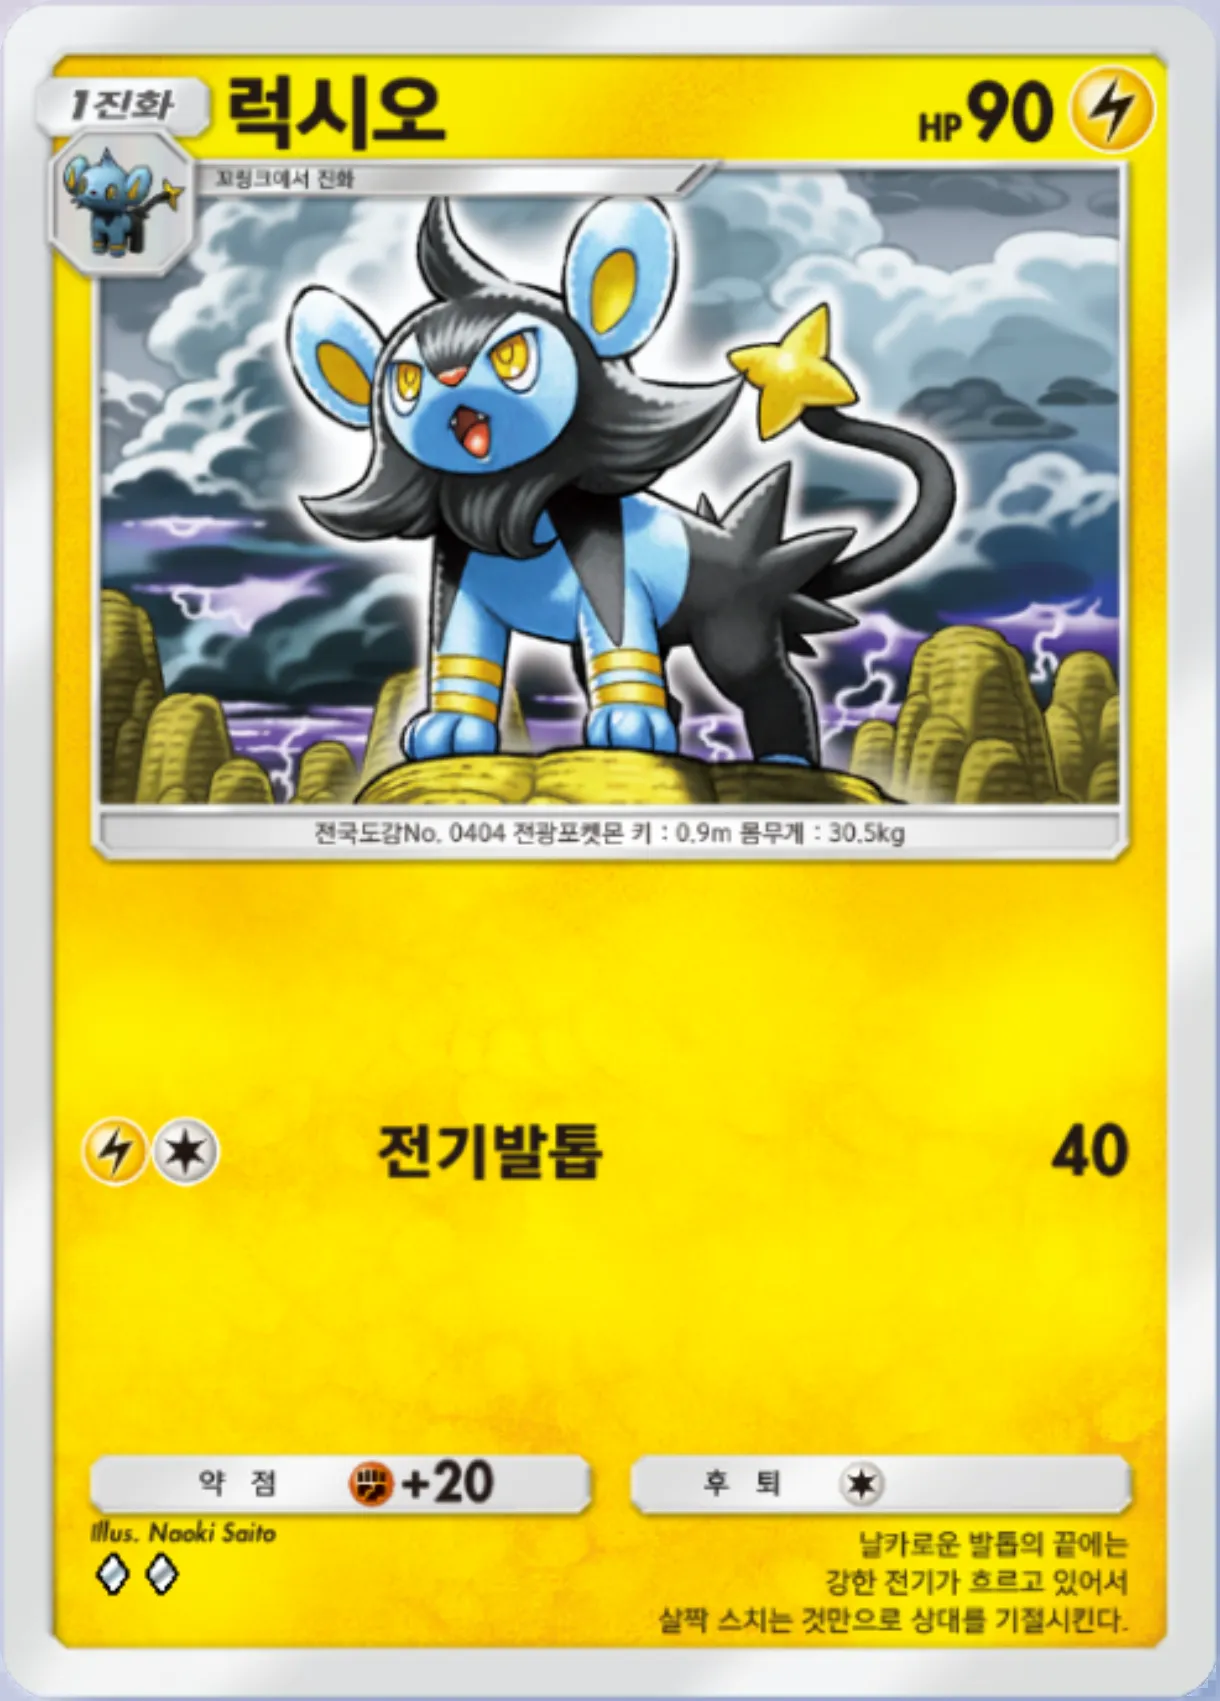 1진화
럭시오
HP 90
꼬링크에서 진화
전국도감No. 0404 전광포켓몬 키 : 0.9m 몸무게 : 30.5kg
전기발톱 40
약 점 +20
후 퇴
Illus. Naoki Saito
날카로운 발톱의 끝에는
강한 전기가 흐르고 있어서
살짝 스치는 것만으로 상대를 기절시킨다.